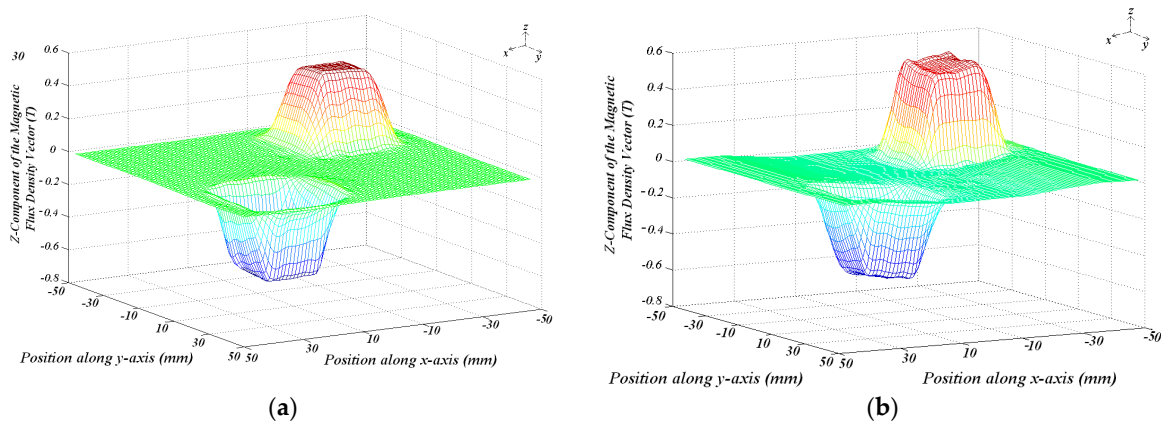 Z-Component of the Magnetic
Flux Density Vector (T)
30
0.6
0.4
0.2
0
-0.2
-0.4
-0.6
-0.8
-50
-30
-10
10
30
50
Position along y-axis (mm)
50
30
10
-10
-30
-50
Position along x-axis (mm)
z
x
y
(a)
Z-Component of the Magnetic
Flux Density Vector (T)
0.6
0.4
0.2
0
-0.2
-0.4
-0.6
-0.8
-50
-30
-10
10
30
50
Position along y-axis (mm)
50
30
10
-10
-30
-50
Position along x-axis (mm)
z
x
y
(b)